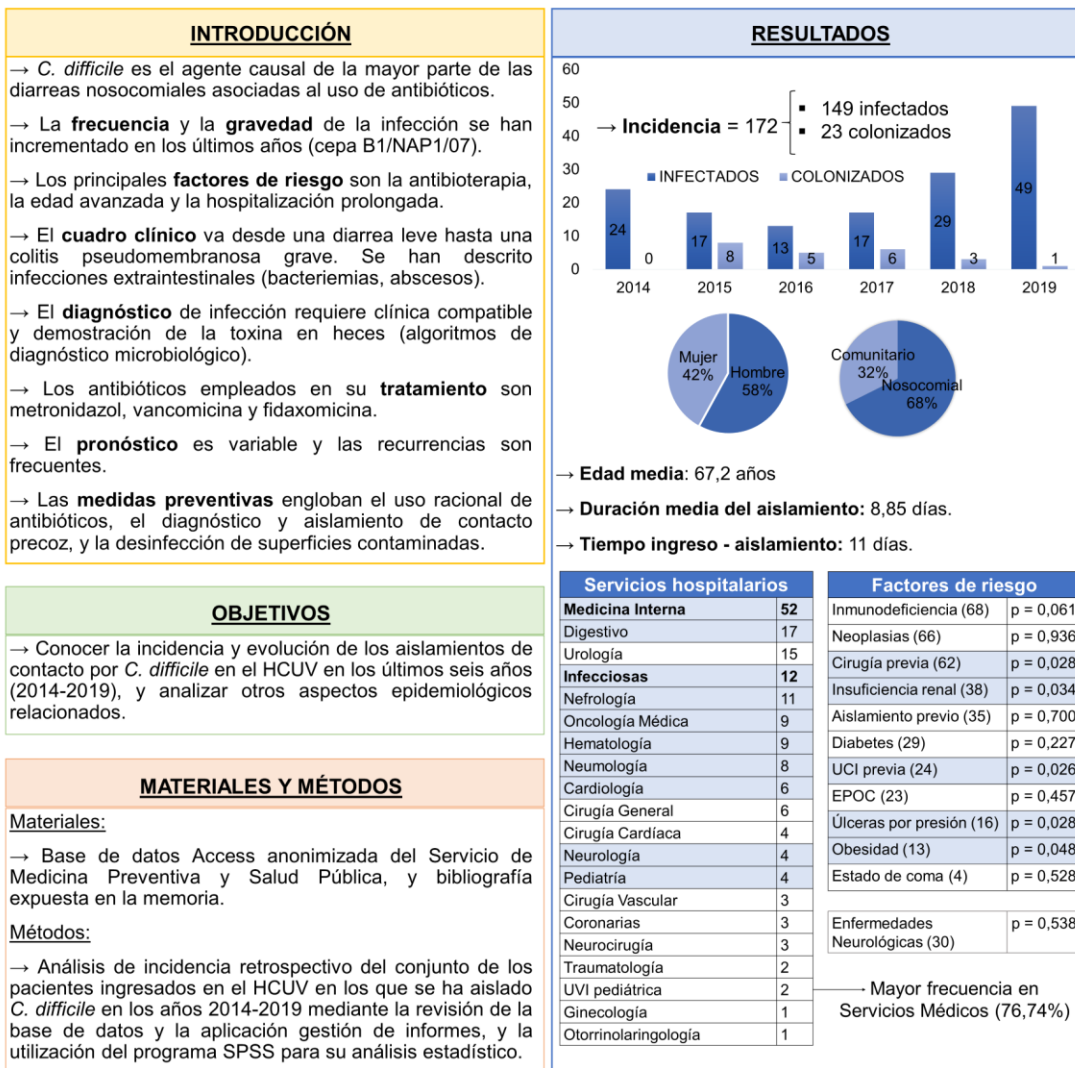 INTRODUCCIÓN
→ C. difficile es el agente causal de la mayor parte de las
diarreas nosocomiales asociadas al uso de antibióticos.
→ La frecuencia y la gravedad de la infección se han
incrementado en los últimos años (cepa B1/NAP1/07).
→ Los principales factores de riesgo son la antibioterapia,
la edad avanzada y la hospitalización prolongada.
→ El cuadro clínico va desde una diarrea leve hasta una
colitis pseudomembranosa grave. Se han descrito
infecciones extraintestinales (bacteriemias, abscesos).
→ El diagnóstico de infección requiere clínica compatible
y demostración de la toxina en heces (algoritmos de
diagnóstico microbiológico).
→ Los antibióticos empleados en su tratamiento son
metronidazol, vancomicina y fidaxomicina.
→ El pronóstico es variable y las recurrencias son
frecuentes.
→ Las medidas preventivas engloban el uso racional de
antibióticos, el diagnóstico y aislamiento de contacto
precoz, y la desinfección de superficies contaminadas.
OBJETIVOS
→ Conocer la incidencia y evolución de los aislamientos de
contacto por C. difficile en el HCUV en los últimos seis años
(2014-2019), y analizar otros aspectos epidemiológicos
relacionados.
MATERIALES Y MÉTODOS
Materiales:
→ Base de datos Access anonimizada del Servicio de
Medicina Preventiva y Salud Pública, y bibliografía
expuesta en la memoria.
Métodos:
→ Análisis de incidencia retrospectivo del conjunto de los
pacientes ingresados en el HCUV en los que se ha aislado
C. difficile en los años 2014-2019 mediante la revisión de la
base de datos y la aplicación gestión de informes, y la
utilización del programa SPSS para su análisis estadístico.
RESULTADOS
60
50
40
30
20
10
0
→ Incidencia = 172
▪ 149 infectados
▪ 23 colonizados
INFECTADOS COLONIZADOS
24 0 17 8 13 5 17 6 29 3 49 1
2014 2015 2016 2017 2018 2019
Mujer
42%
Hombre
58%
Comunitario
32%
Nosocomial
68%
→ Edad media: 67,2 años
→ Duración media del aislamiento: 8,85 días.
→ Tiempo ingreso - aislamiento: 11 días.
Servicios hospitalarios
Medicina Interna 52
Digestivo 17
Urología 15
Infecciosas 12
Nefrología 11
Oncología Médica 9
Hematología 9
Neumología 8
Cardiología 6
Cirugía General 6
Cirugía Cardíaca 4
Neurología 4
Pediatría 4
Cirugía Vascular 3
Coronarias 3
Neurocirugía 3
Traumatología 2
UVI pediátrica 2
Ginecología 1
Otorrinolaringología 1
Factores de riesgo
Inmunodeficiencia (68) p = 0,061
Neoplasias (66) p = 0,936
Cirugía previa (62) p = 0,028
Insuficiencia renal (38) p = 0,034
Aislamiento previo (35) p = 0,700
Diabetes (29) p = 0,227
UCI previa (24) p = 0,026
EPOC (23) p = 0,457
Úlceras por presión (16) p = 0,028
Obesidad (13) p = 0,048
Estado de coma (4) p = 0,528
Enfermedades p = 0,538
Neurológicas (30)
→ Mayor frecuencia en
Servicios Médicos (76,74%)